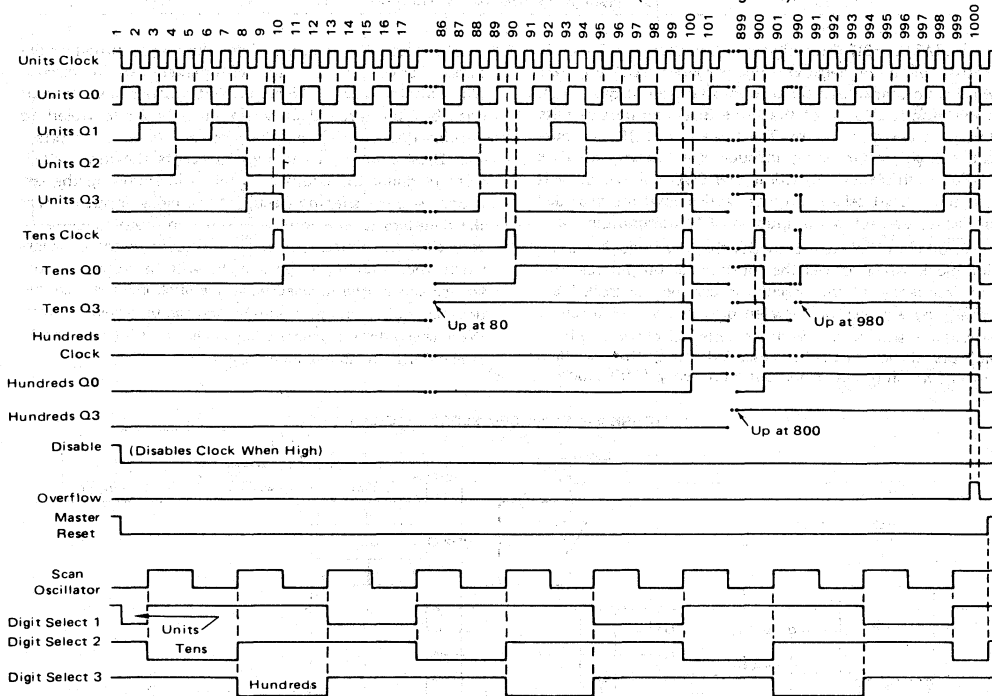 1 2 3 4 5 6 7 8 9 10 11 12 13 14 15 16 17 86 87 88 89 90 91 92 93 94 95 96 97 98 99 100 101 899 900 901 990 991 992 993 994 995 996 997 998 999 1000
Units Clock
Units Q0
Units Q1
Units Q2
Units Q3
Tens Clock
Tens Q0
Tens Q3
Up at 80
Up at 980
Hundreds
Clock
Hundreds Q0
Hundreds Q3
Up at 800
Disable
(Disables Clock When High)
Overflow
Master
Reset
Scan
Oscillator
Digit Select 1
Units
Digit Select 2
Tens
Digit Select 3
Hundreds